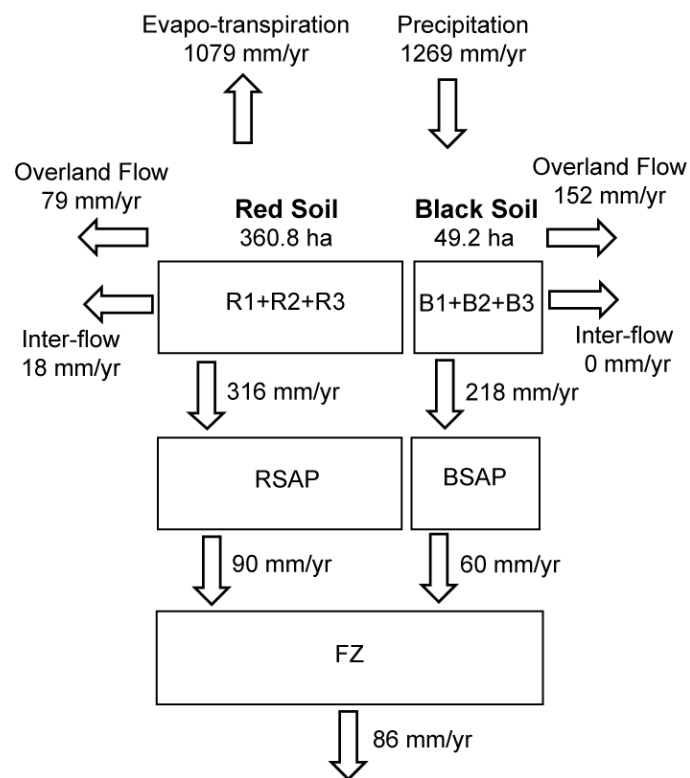 Evapo-transpiration
1079 mm/yr
Precipitation
1269 mm/yr
Overland Flow
79 mm/yr
Red Soil
360.8 ha
Black Soil
49.2 ha
Overland Flow
152 mm/yr
R1+R2+R3
B1+B2+B3
Inter-flow
18 mm/yr
Inter-flow
0 mm/yr
316 mm/yr
218 mm/yr
RSAP
BSAP
90 mm/yr
60 mm/yr
FZ
86 mm/yr